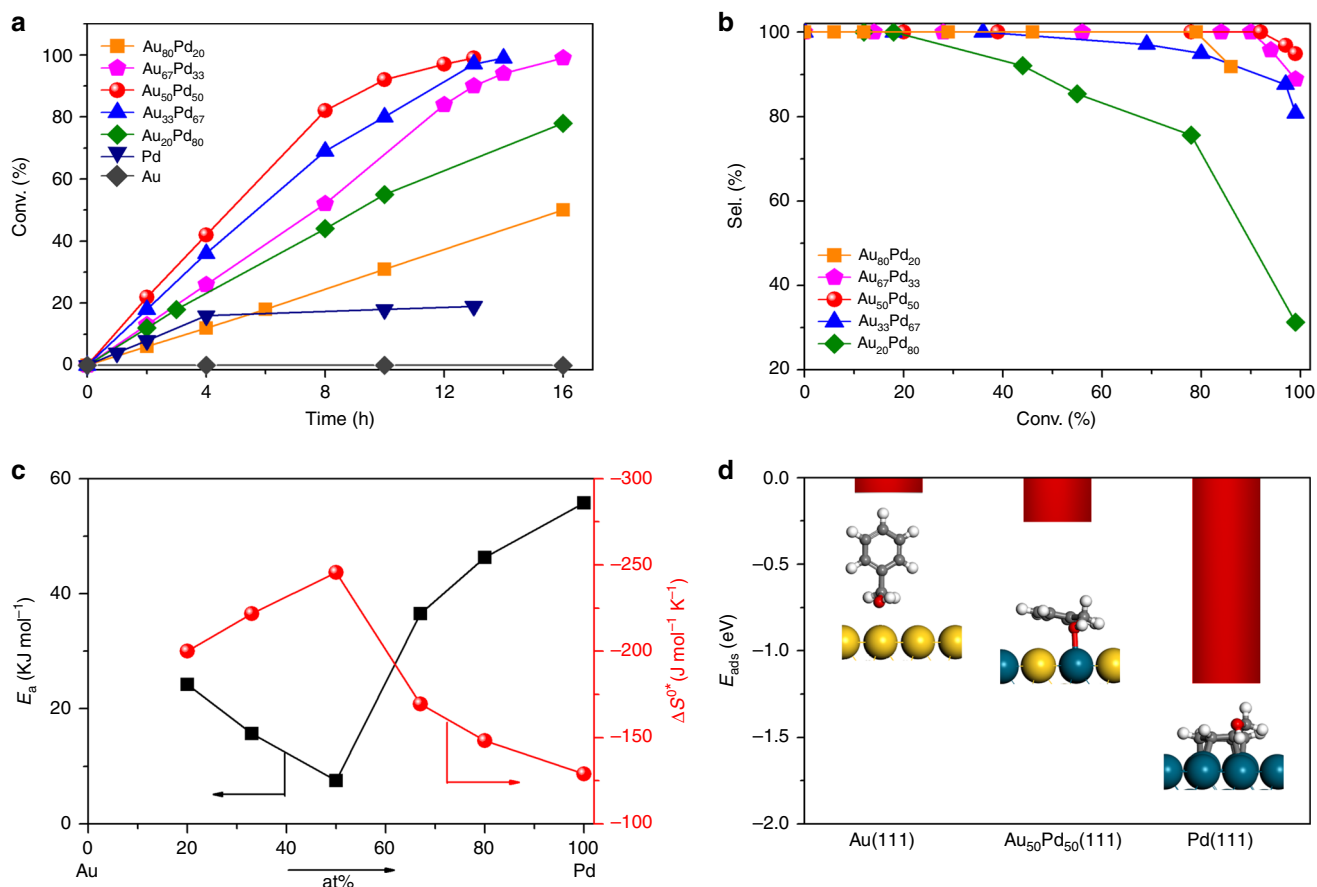 a
Conv. (%)
100
80
60
40
20
0
Au₈₀Pd₂₀
Au₆₇Pd₃₃
Au₅₀Pd₅₀
Au₃₃Pd₆₇
Au₂₀Pd₈₀
Pd
Au
0 4 8 12 16
Time (h)
b
Sel. (%)
100
80
60
40
20
Au₈₀Pd₂₀
Au₆₇Pd₃₃
Au₅₀Pd₅₀
Au₃₃Pd₆₇
Au₂₀Pd₈₀
0 20 40 60 80 100
Conv. (%)
c
Eₐ (KJ mol⁻¹)
60
40
20
0
−300
−250
−200
−150
−100
ΔS⁰* (J mol⁻¹ K⁻¹)
0 20 40 60 80 100
Au at% Pd
d
E_ads (eV)
0.0
−0.5
−1.0
−1.5
−2.0
Au(111) Au₅₀Pd₅₀(111) Pd(111)